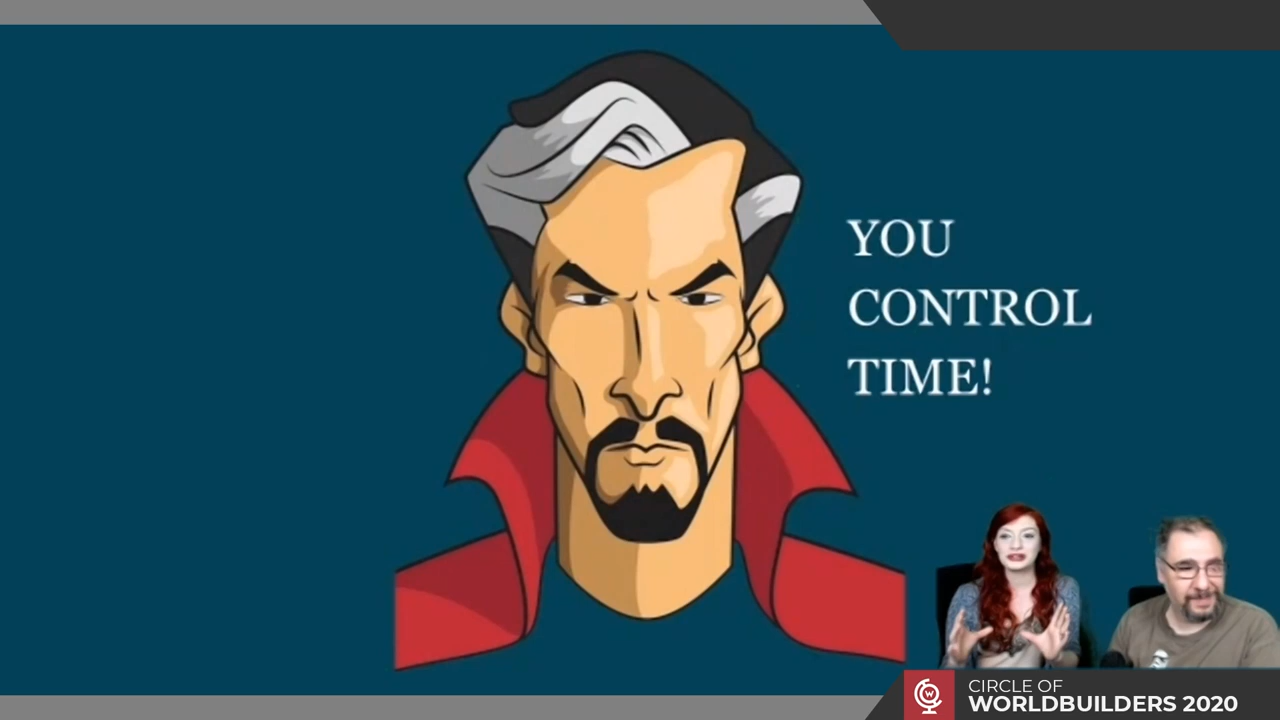 YOU
CONTROL
TIME!
W
CIRCLE OF
WORLDBUILDERS 2020